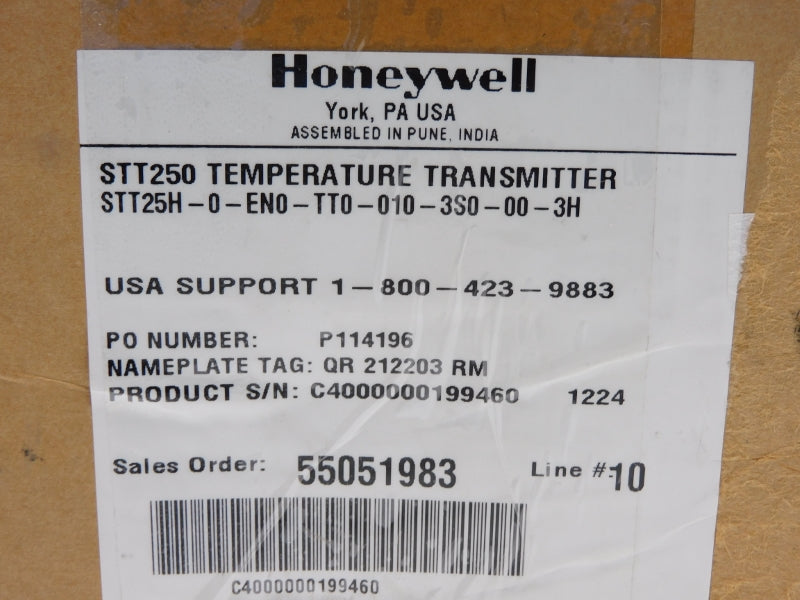 Honeywell
York, PA USA
ASSEMBLED IN PUNE, INDIA
STT250 TEMPERATURE TRANSMITTER
STT25H-0-EN0-TT0-010-3S0-00-3H
USA SUPPORT 1-800-423-9883
PO NUMBER: P114196
NAMEPLATE TAG: QR 212203 RM
PRODUCT S/N: C4000000199460 1224
Sales Order: 55051983 Line #:10
C4000000199460